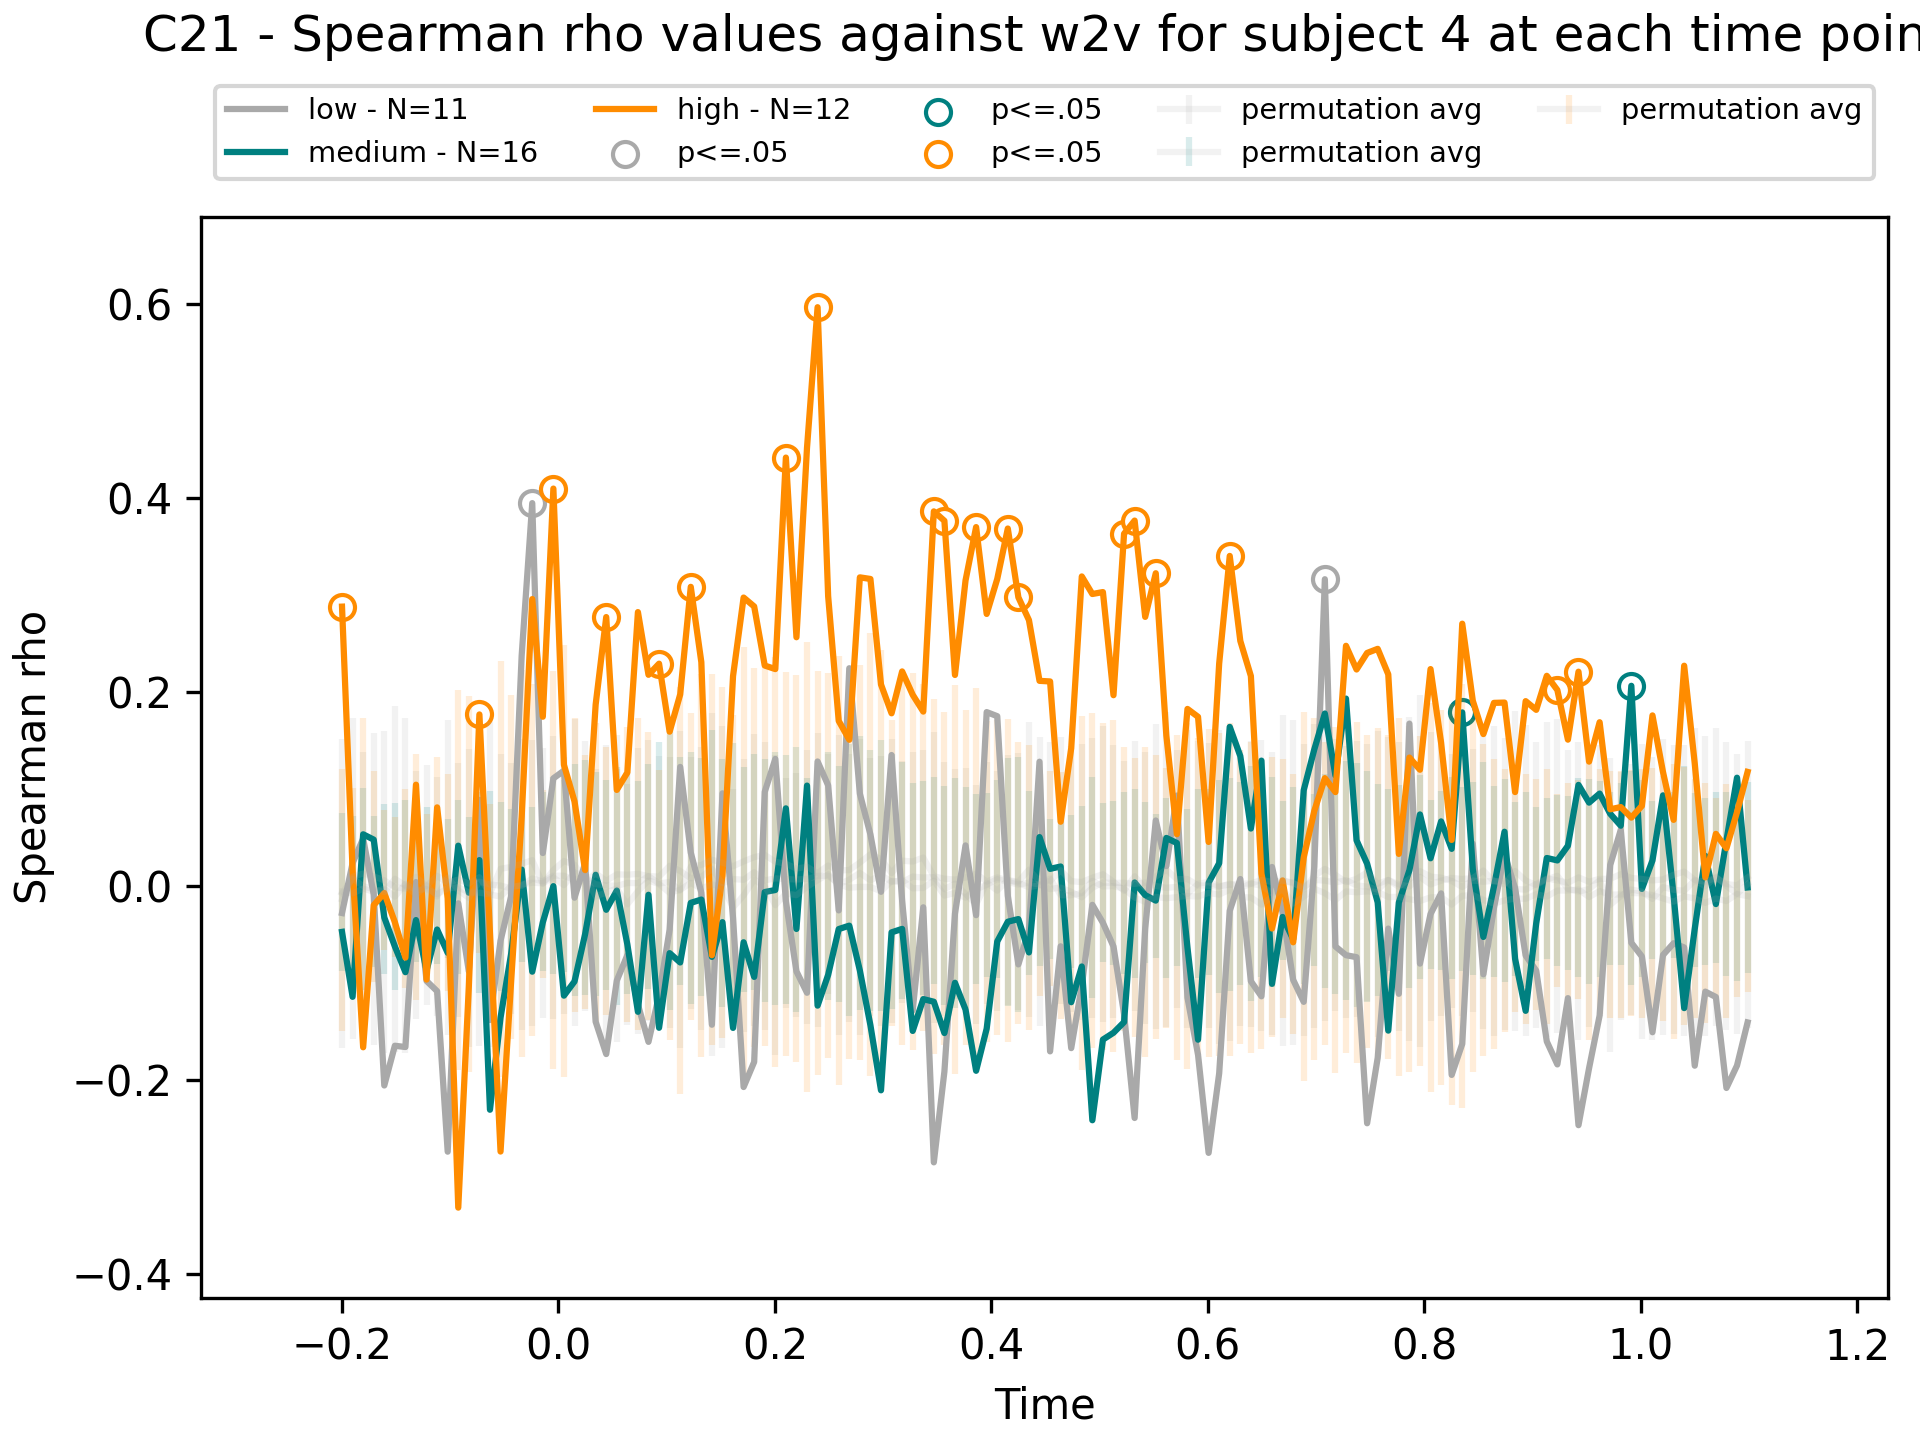 C21 - Spearman rho values against w2v for subject 4 at each time poin
low - N=11
medium - N=16
high - N=12
p<=.05
p<=.05
p<=.05
permutation avg
permutation avg
permutation avg
Spearman rho
0.6
0.4
0.2
0.0
−0.2
−0.4
−0.2 0.0 0.2 0.4 0.6 0.8 1.0 1.2
Time